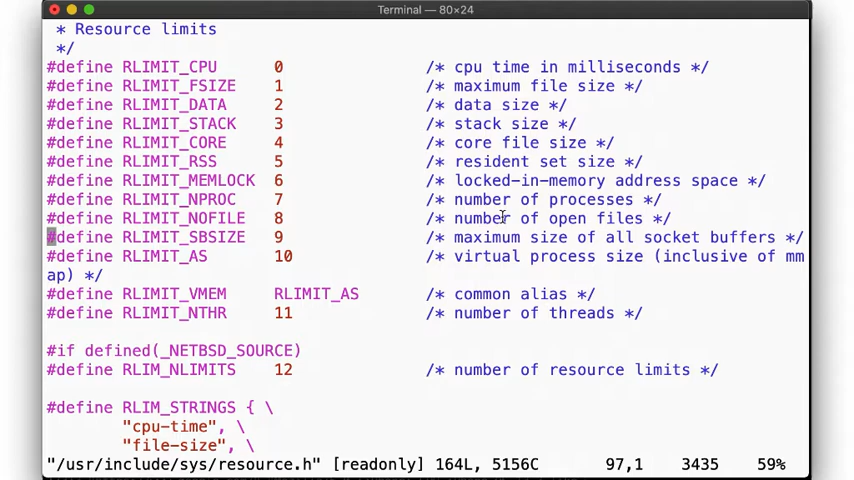 Terminal — 80×24
* Resource limits
*/
#define RLIMIT_CPU 0 /* cpu time in milliseconds */
#define RLIMIT_FSIZE 1 /* maximum file size */
#define RLIMIT_DATA 2 /* data size */
#define RLIMIT_STACK 3 /* stack size */
#define RLIMIT_CORE 4 /* core file size */
#define RLIMIT_RSS 5 /* resident set size */
#define RLIMIT_MEMLOCK 6 /* locked-in-memory address space */
#define RLIMIT_NPROC 7 /* number of processes */
#define RLIMIT_NOFILE 8 /* number of open files */
#define RLIMIT_SBSIZE 9 /* maximum size of all socket buffers */
#define RLIMIT_AS 10 /* virtual process size (inclusive of mm
ap) */
#define RLIMIT_VMEM RLIMIT_AS /* common alias */
#define RLIMIT_NTHR 11 /* number of threads */
#if defined(_NETBSD_SOURCE)
#define RLIM_NLIMITS 12 /* number of resource limits */
#define RLIM_STRINGS { \
"cpu-time", \
"file-size", \
"/usr/include/sys/resource.h" [readonly] 164L, 5156C 97,1 3435 59%